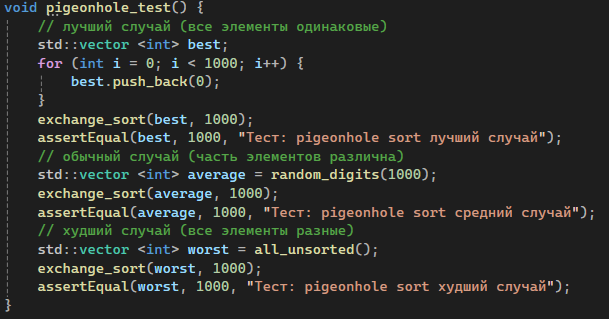 void pigeonhole_test() {
// лучший случай (все элементы одинаковые)
std::vector <int> best;
for (int i = 0; i < 1000; i++) {
best.push_back(0);
}
exchange_sort(best, 1000);
assertEqual(best, 1000, "Тест: pigeonhole sort лучший случай");
// обычный случай (часть элементов различна)
std::vector <int> average = random_digits(1000);
exchange_sort(average, 1000);
assertEqual(average, 1000, "Тест: pigeonhole sort средний случай");
// худший случай (все элементы разные)
std::vector <int> worst = all_unsorted();
exchange_sort(worst, 1000);
assertEqual(worst, 1000, "Тест: pigeonhole sort худший случай");
}